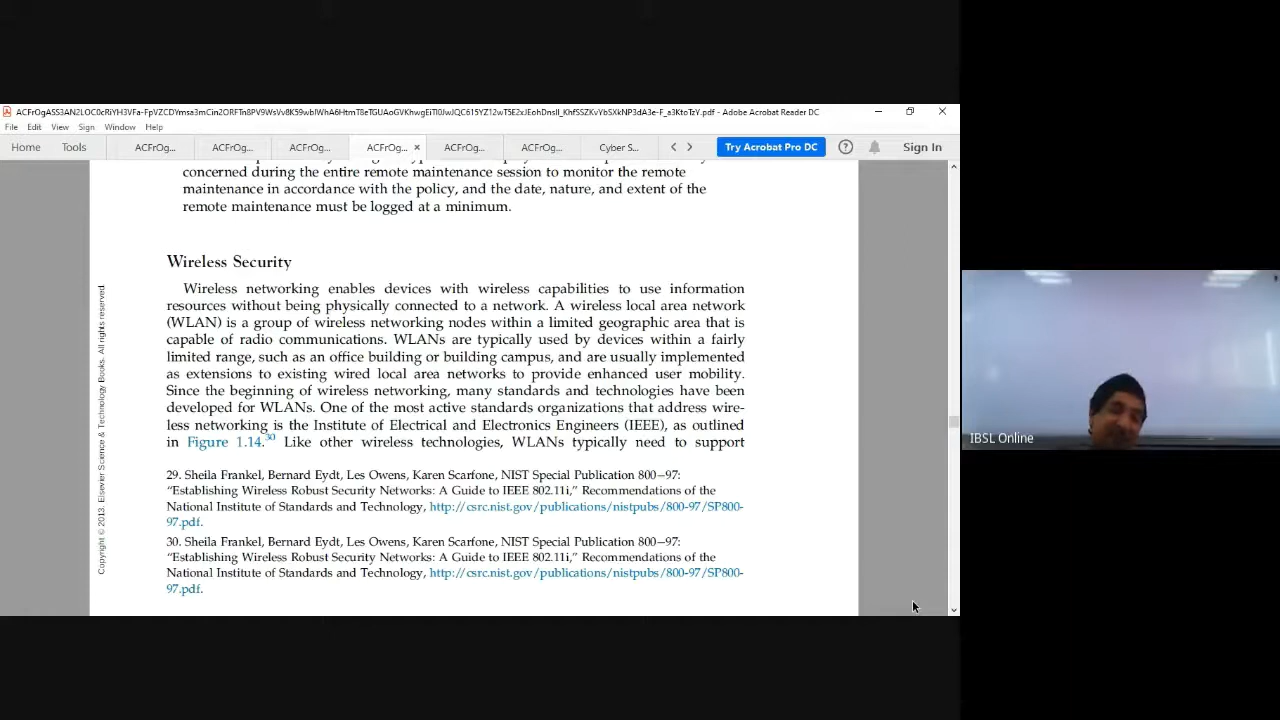 Adobe Acrobat Reader DC
File Edit View Sign Window Help
Home Tools ACFrOg... ACFrOg... ACFrOg... ACFrOg... × ACFrOg... ACFrOg... Cyber S... Try Acrobat Pro DC Sign In
concerned during the entire remote maintenance session to monitor the remote
maintenance in accordance with the policy, and the date, nature, and extent of the
remote maintenance must be logged at a minimum.
Wireless Security
Wireless networking enables devices with wireless capabilities to use information
resources without being physically connected to a network. A wireless local area network
(WLAN) is a group of wireless networking nodes within a limited geographic area that is
capable of radio communications. WLANs are typically used by devices within a fairly
limited range, such as an office building or building campus, and are usually implemented
as extensions to existing wired local area networks to provide enhanced user mobility.
Since the beginning of wireless networking, many standards and technologies have been
developed for WLANs. One of the most active standards organizations that address wire-
less networking is the Institute of Electrical and Electronics Engineers (IEEE), as outlined
in Figure 1.14.30 Like other wireless technologies, WLANs typically need to support
29. Sheila Frankel, Bernard Eydt, Les Owens, Karen Scarfone, NIST Special Publication 800−97:
“Establishing Wireless Robust Security Networks: A Guide to IEEE 802.11i,” Recommendations of the
National Institute of Standards and Technology, http://csrc.nist.gov/publications/nistpubs/800-97/SP800-
97.pdf.
30. Sheila Frankel, Bernard Eydt, Les Owens, Karen Scarfone, NIST Special Publication 800−97:
“Establishing Wireless Robust Security Networks: A Guide to IEEE 802.11i,” Recommendations of the
National Institute of Standards and Technology, http://csrc.nist.gov/publications/nistpubs/800-97/SP800-
97.pdf.
Copyright © 2013. Elsevier Science & Technology Books. All rights reserved.
IBSL Online